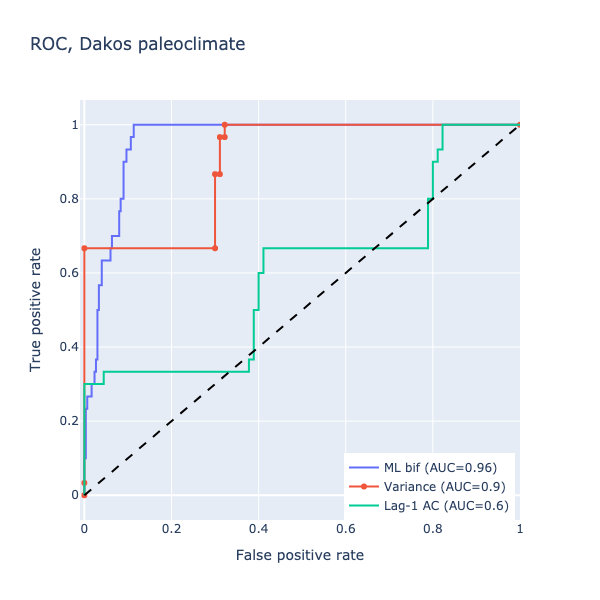 ROC, Dakos paleoclimate
True positive rate
1
0.8
0.6
0.4
0.2
0
0 0.2 0.4 0.6 0.8 1
False positive rate
ML bif (AUC=0.96)
Variance (AUC=0.9)
Lag-1 AC (AUC=0.6)